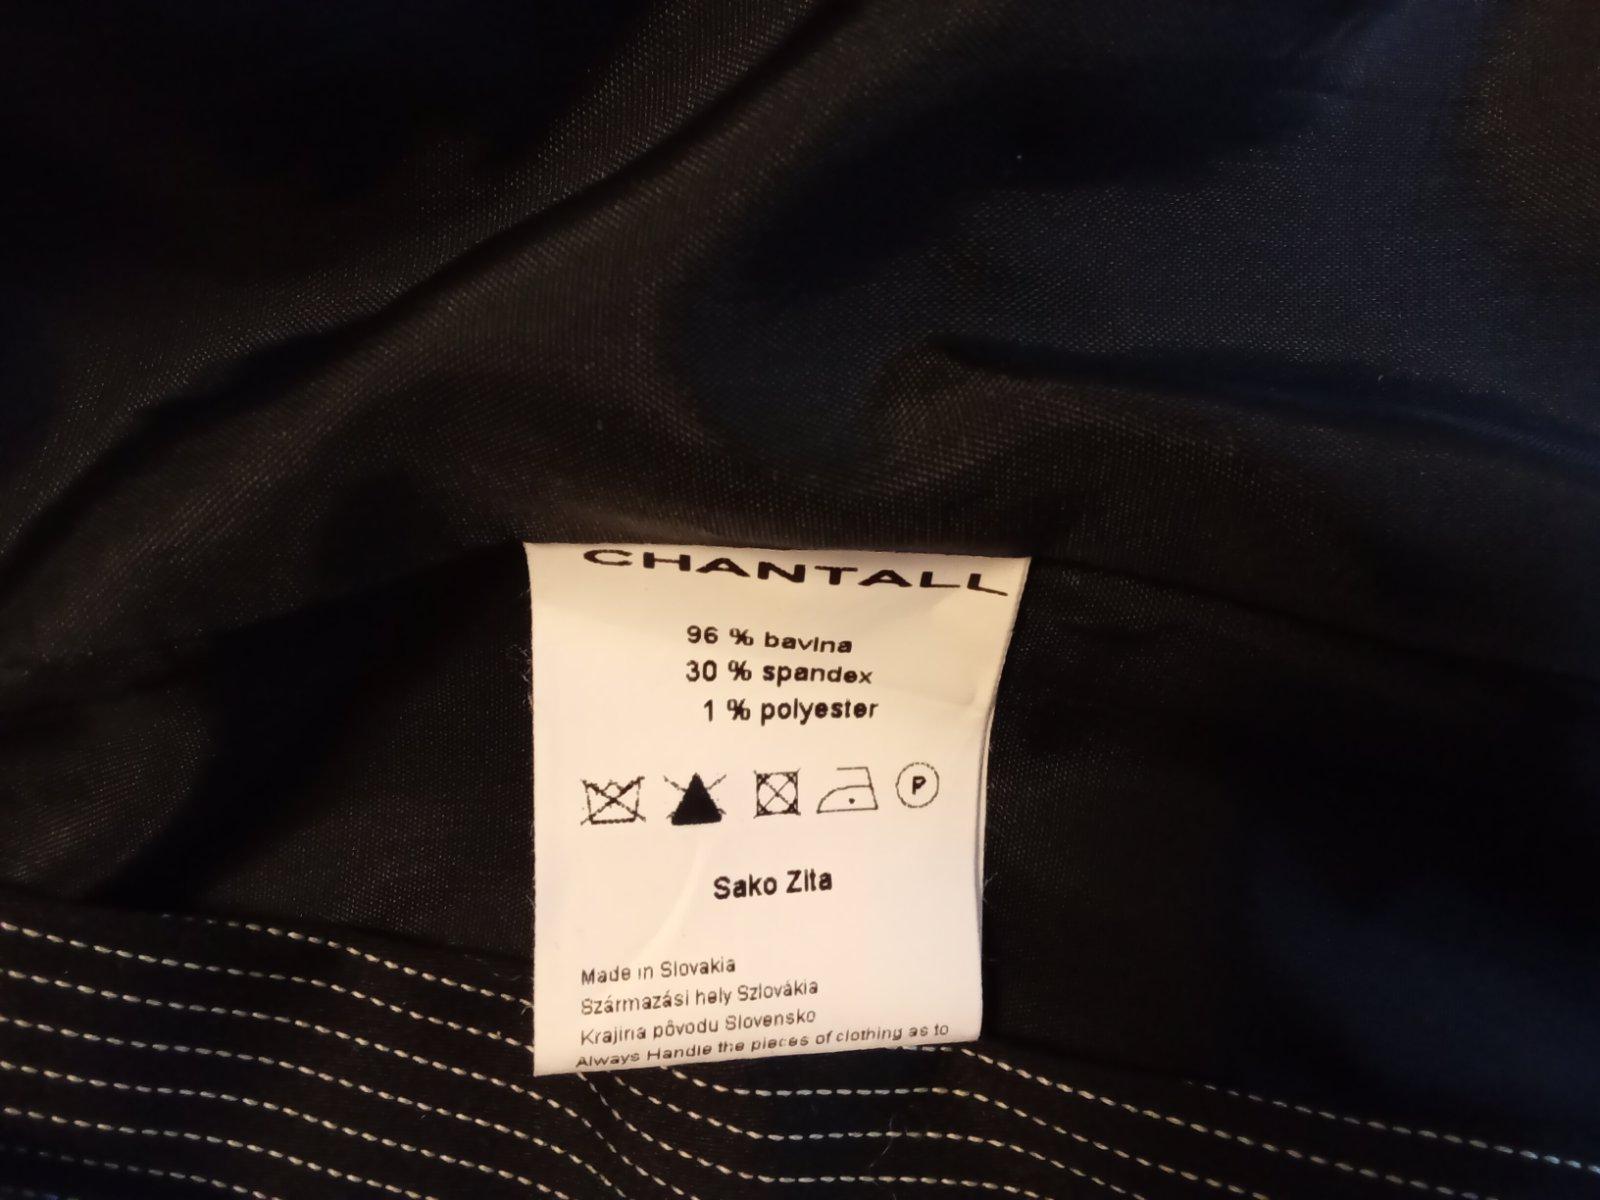 CHANTALL
96 % bavlna
30 % spandex
1 % polyester
P
Sako Zita
Made in Slovakia
Származási hely Szlovákia
Krajina pôvodu Slovensko
Always Handle the pieces of clothing as to